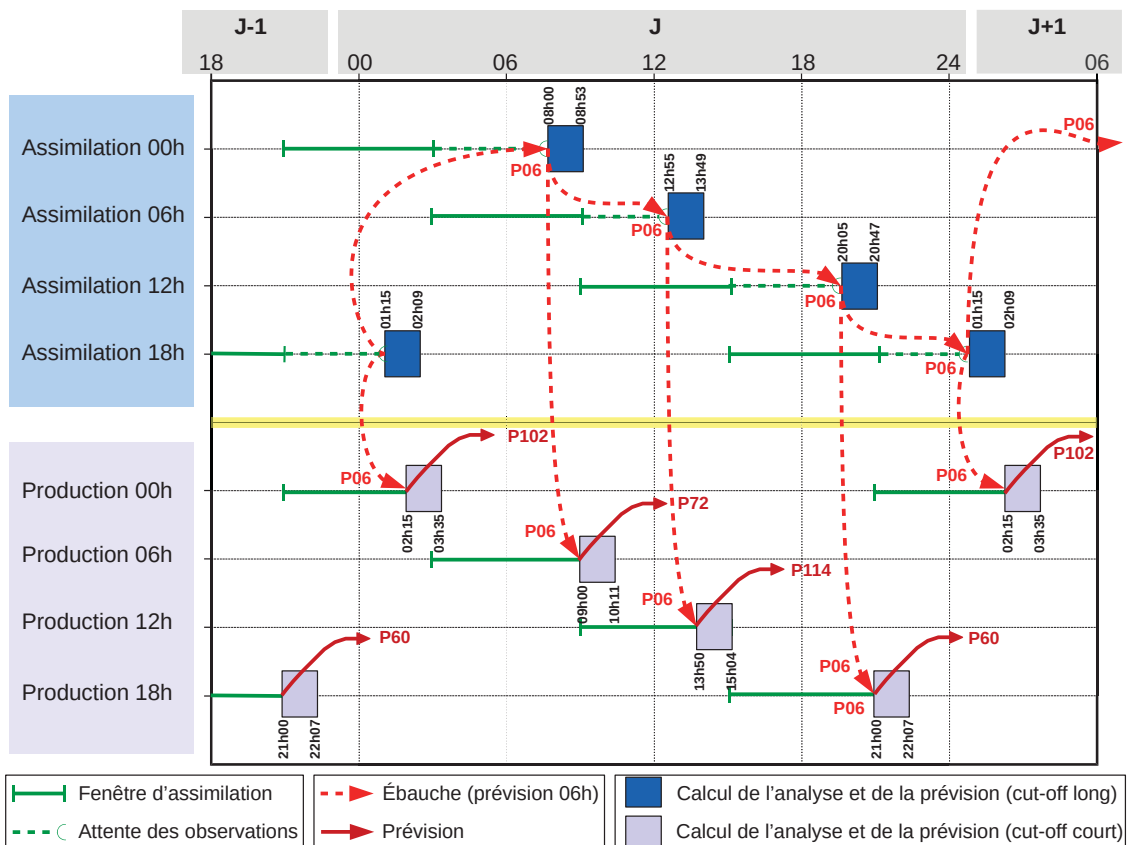 J-1 J J+1
18 00 06 12 18 24 06
Assimilation 00h 08h00 08h53 P06 P06
Assimilation 06h 12h55 13h49 P06
Assimilation 12h 20h05 20h47 P06
Assimilation 18h 01h15 02h09 01h15 02h09 P06
Production 00h P06 P102 02h15 03h35 P06 P102 02h15 03h35
Production 06h P06 P72 09h00 10h11
Production 12h P06 P114 13h50 15h04
Production 18h P60 21h00 22h07 P06 P06 P60 21h00 22h07
Fenêtre d’assimilation Ébauche (prévision 06h) Calcul de l’analyse et de la prévision (cut-off long)
Attente des observations Prévision Calcul de l’analyse et de la prévision (cut-off court)